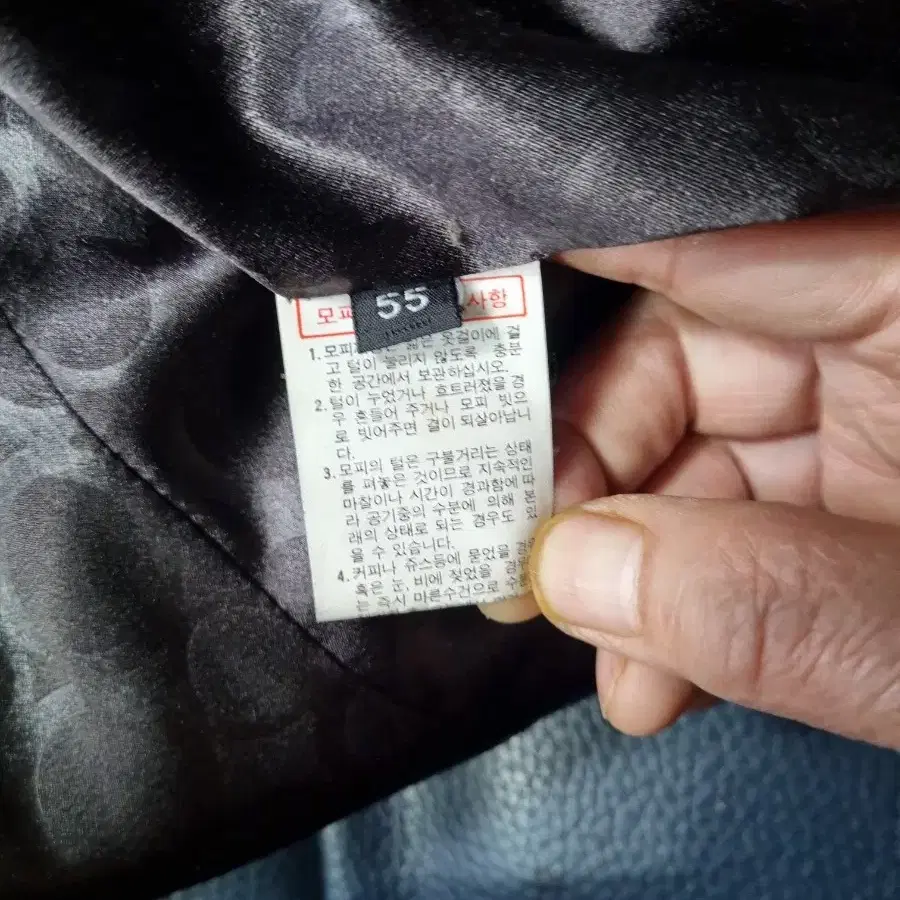 55
모피 사항
1. 모피 옷걸이에 걸
고 털이 눌리지 않도록 충분
한 공간에서 보관하십시오.
2. 털이 누었거나 흐트러졌을 경
우 흔들어 주거나 모피 빗으
로 빗어주면 결이 되살아납니
다.
3. 모피의 털은 구불거리는 상태
를 펴놓은 것이므로 지속적인
마찰이나 시간이 경과함에 따
라 공기중의 수분에 의해 본
래의 상태로 되는 경우도 있
을 수 있습니다.
4. 커피나 쥬스등에 묻었을 경우
혹은 눈, 비에 젖었을 경우
는 즉시 마른수건으로